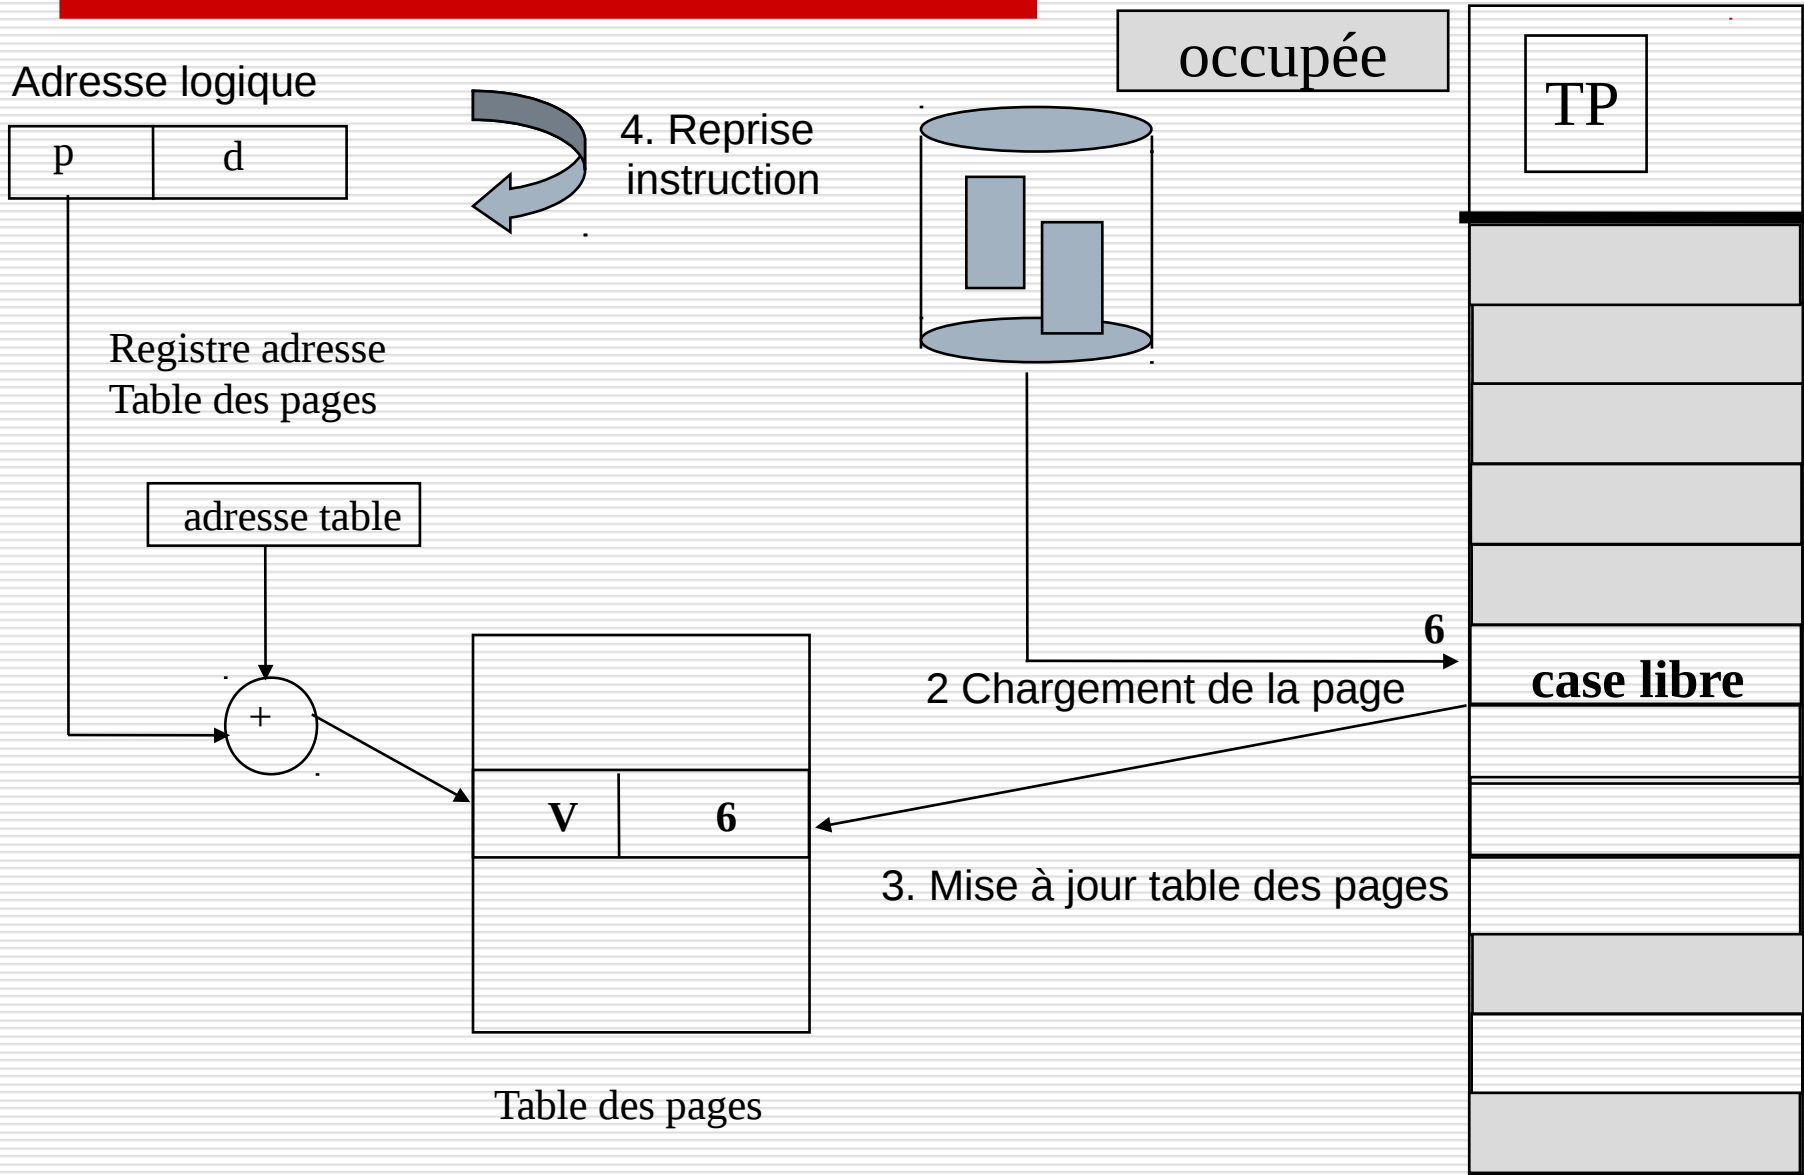 occupée
TP
Adresse logique
p d
4. Reprise
instruction
Registre adresse
Table des pages
adresse table
+
6
case libre
2 Chargement de la page
V 6
3. Mise à jour table des pages
Table des pages